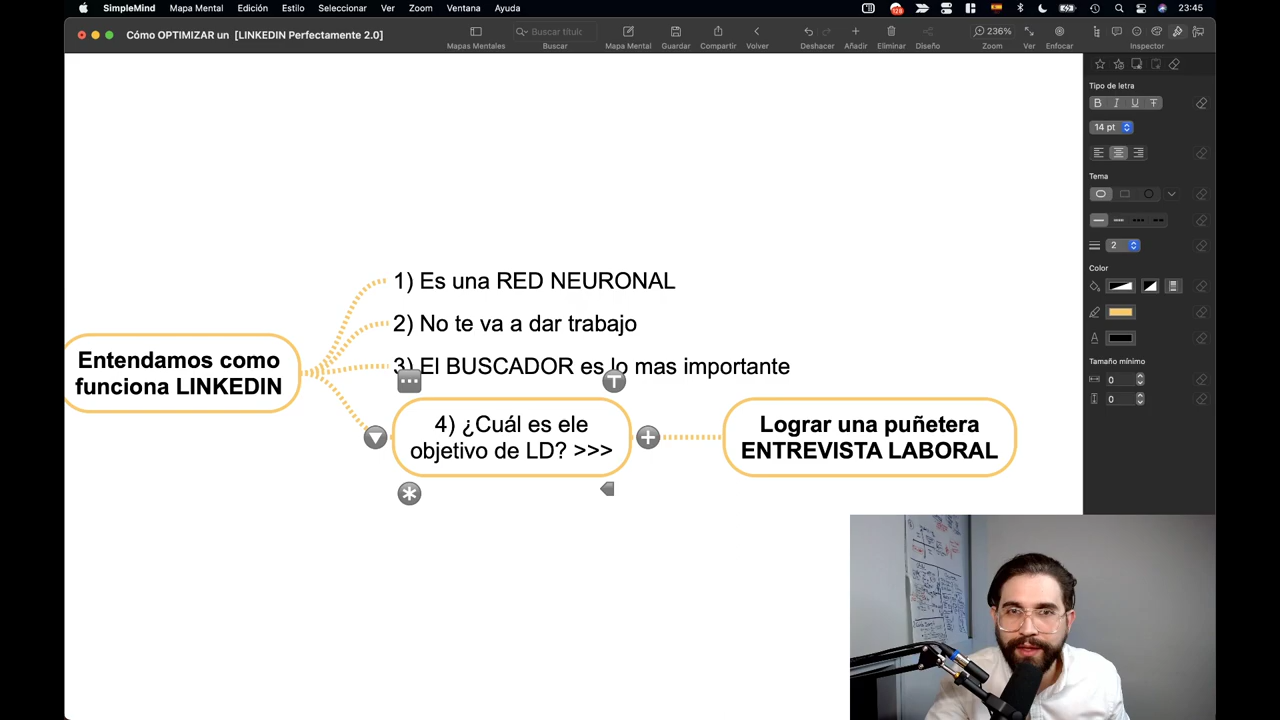 SimpleMind Mapa Mental Edición Estilo Seleccionar Ver Zoom Ventana Ayuda 23:45
Cómo OPTIMIZAR un [LINKEDIN Perfectamente 2.0]
Buscar título
236%
Mapas Mentales Buscar Mapa Mental Guardar Compartir Volver Deshacer Añadir Eliminar Diseño Zoom Ver Enfocar Inspector
Tipo de letra
B I U T
14 pt
Tema
2
Color
A
Tamaño mínimo
0
0
1) Es una RED NEURONAL
2) No te va a dar trabajo
3) El BUSCADOR es lo mas importante
Entendamos como
funciona LINKEDIN
T
4) ¿Cuál es ele
objetivo de LD? >>>
Lograr una puñetera
ENTREVISTA LABORAL